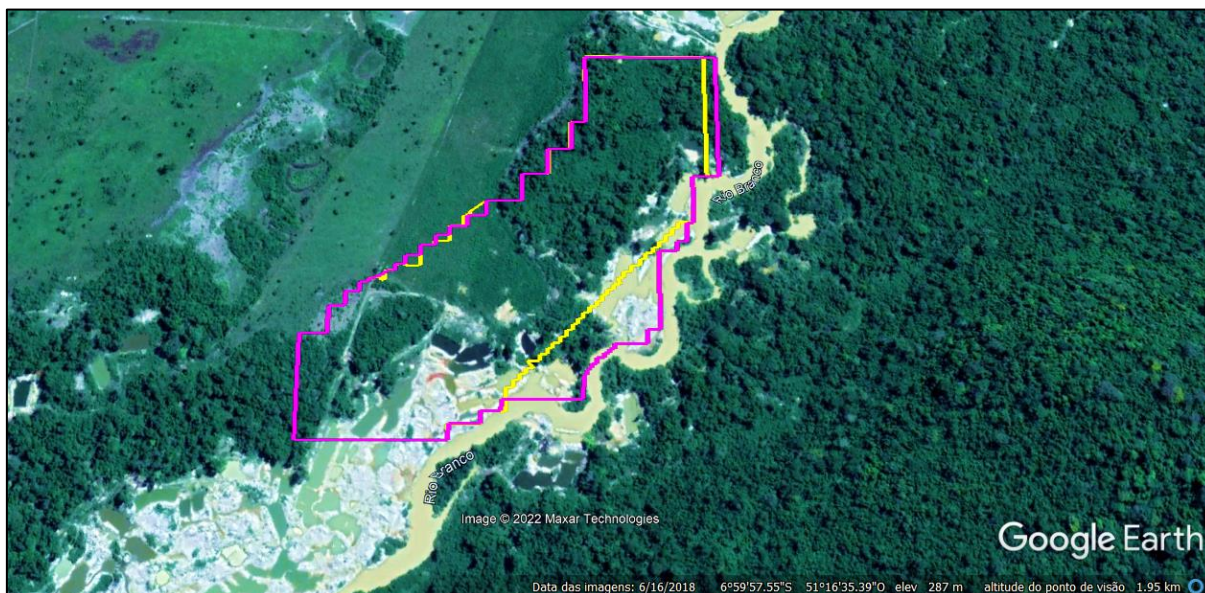 Rio Branco
Rio Branco
Image © 2022 Maxar Technologies
Google Earth
Data das imagens: 6/16/2018 6°59'57.55"S 51°16'35.39"O elev 287 m altitude do ponto de visão 1.95 km